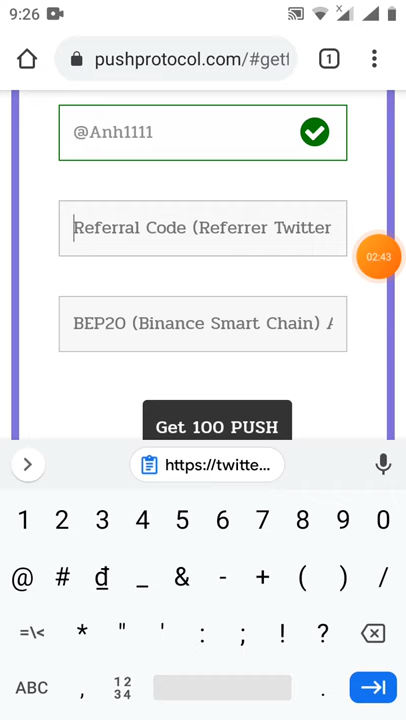 9:26
pushprotocol.com/#getf
1
@Anh1111
Referral Code (Referrer Twitter
02:43
BEP20 (Binance Smart Chain) A
Get 100 PUSH
https://twitte...
1 2 3 4 5 6 7 8 9 0
@ # ₫ _ & - + ( ) /
=\< * " ' : ; ! ?
ABC , 12 34 .